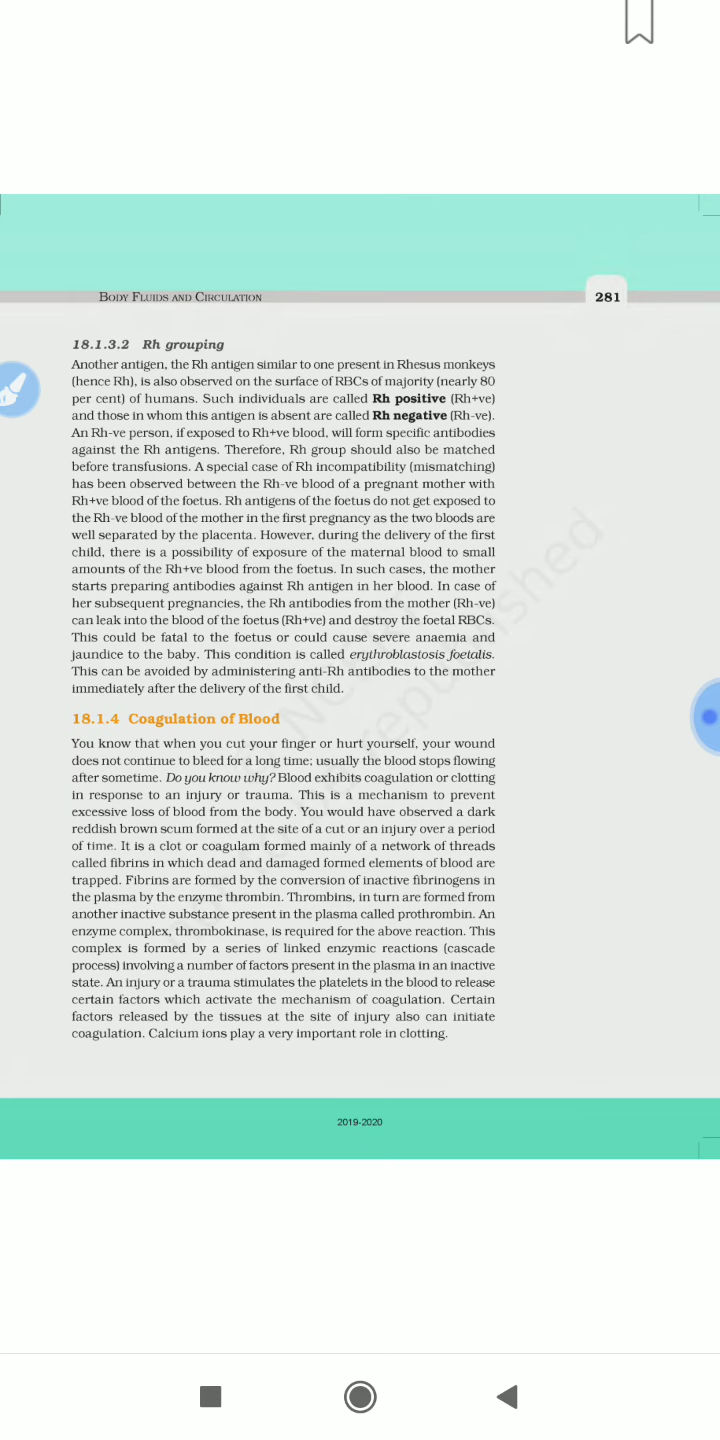 BODY FLUIDS AND CIRCULATION
281
18.1.3.2 Rh grouping
Another antigen, the Rh antigen similar to one present in Rhesus monkeys
(hence Rh), is also observed on the surface of RBCs of majority (nearly 80
per cent) of humans. Such individuals are called Rh positive (Rh+ve)
and those in whom this antigen is absent are called Rh negative (Rh-ve).
An Rh-ve person, if exposed to Rh+ve blood, will form specific antibodies
against the Rh antigens. Therefore, Rh group should also be matched
before transfusions. A special case of Rh incompatibility (mismatching)
has been observed between the Rh-ve blood of a pregnant mother with
Rh+ve blood of the foetus. Rh antigens of the foetus do not get exposed to
the Rh-ve blood of the mother in the first pregnancy as the two bloods are
well separated by the placenta. However, during the delivery of the first
child, there is a possibility of exposure of the maternal blood to small
amounts of the Rh+ve blood from the foetus. In such cases, the mother
starts preparing antibodies against Rh antigen in her blood. In case of
her subsequent pregnancies, the Rh antibodies from the mother (Rh-ve)
can leak into the blood of the foetus (Rh+ve) and destroy the foetal RBCs.
This could be fatal to the foetus or could cause severe anaemia and
jaundice to the baby. This condition is called erythroblastosis foetalis.
This can be avoided by administering anti-Rh antibodies to the mother
immediately after the delivery of the first child.
18.1.4 Coagulation of Blood
You know that when you cut your finger or hurt yourself, your wound
does not continue to bleed for a long time; usually the blood stops flowing
after sometime. Do you know why? Blood exhibits coagulation or clotting
in response to an injury or trauma. This is a mechanism to prevent
excessive loss of blood from the body. You would have observed a dark
reddish brown scum formed at the site of a cut or an injury over a period
of time. It is a clot or coagulam formed mainly of a network of threads
called fibrins in which dead and damaged formed elements of blood are
trapped. Fibrins are formed by the conversion of inactive fibrinogens in
the plasma by the enzyme thrombin. Thrombins, in turn are formed from
another inactive substance present in the plasma called prothrombin. An
enzyme complex, thrombokinase, is required for the above reaction. This
complex is formed by a series of linked enzymic reactions (cascade
process) involving a number of factors present in the plasma in an inactive
state. An injury or a trauma stimulates the platelets in the blood to release
certain factors which activate the mechanism of coagulation. Certain
factors released by the tissues at the site of injury also can initiate
coagulation. Calcium ions play a very important role in clotting.
2019-2020